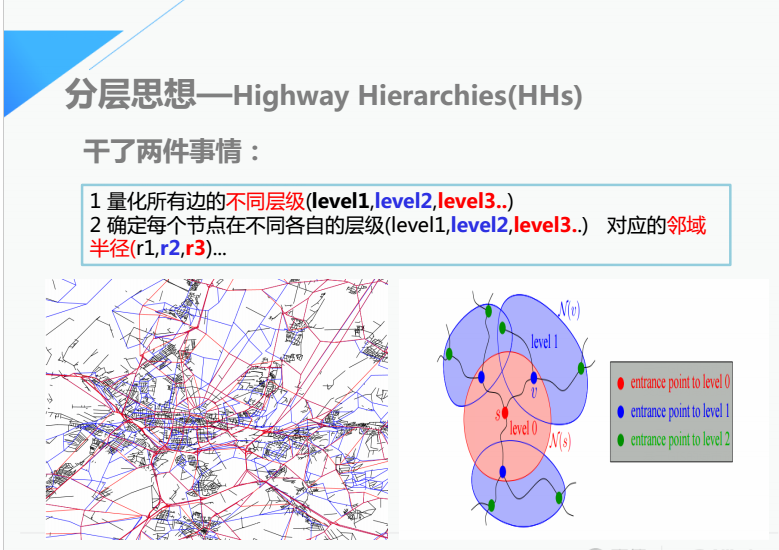 分层思想—Highway Hierarchies(HHs)
干了两件事情：
1 量化所有边的不同层级(level1,level2,level3..)
2 确定每个节点在不同各自的层级(level1,level2,level3..) 对应的邻域
半径(r1,r2,r3)...
N(v)
level 1
v
s
level 0
N(s)
entrance point to level 0
entrance point to level 1
entrance point to level 2